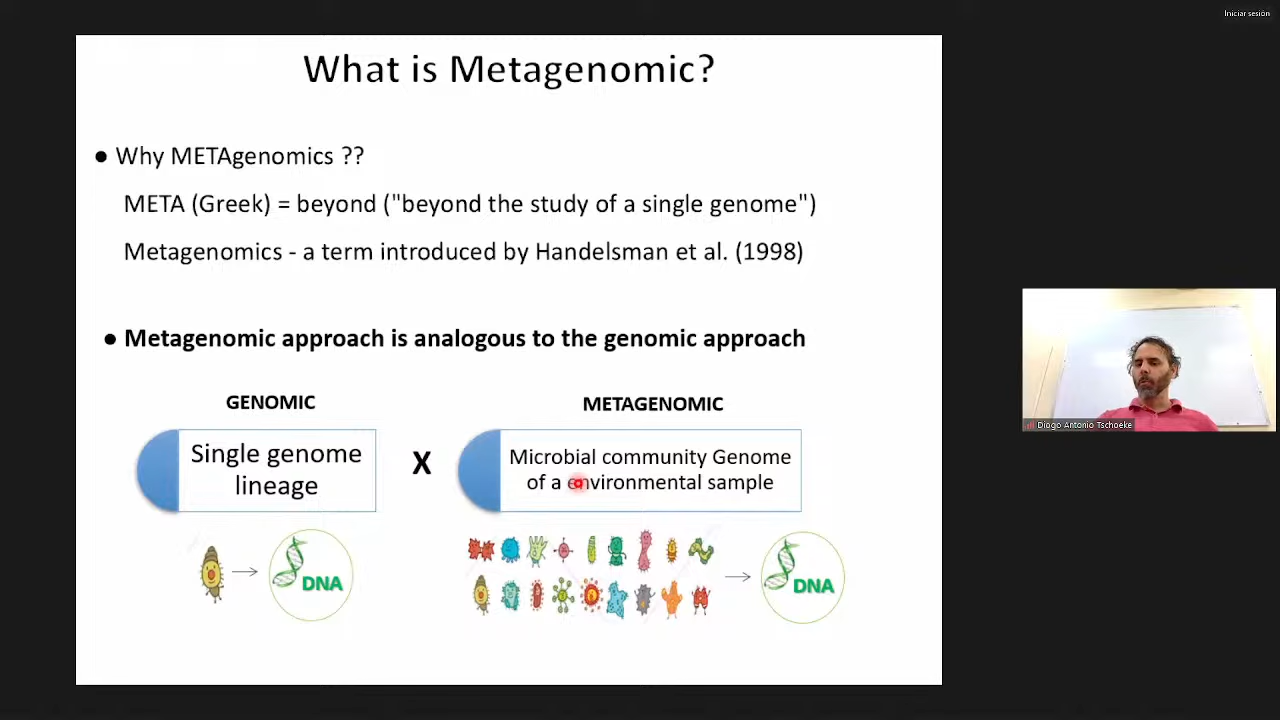 Iniciar sesión
What is Metagenomic?
● Why METAgenomics ??
META (Greek) = beyond ("beyond the study of a single genome")
Metagenomics - a term introduced by Handelsman et al. (1998)
● Metagenomic approach is analogous to the genomic approach
GENOMIC
Single genome
lineage
X
METAGENOMIC
Microbial community Genome
of a environmental sample
DNA
DNA
Diogo Antonio Tschoeke